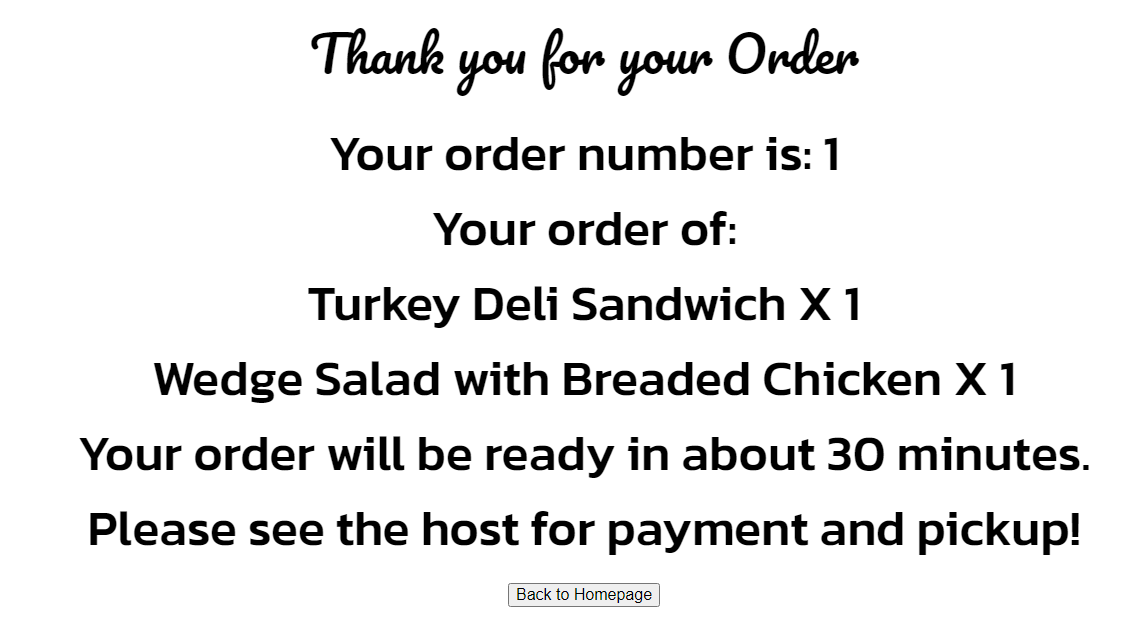 Thank you for your Order
Your order number is: 1
Your order of:
Turkey Deli Sandwich X 1
Wedge Salad with Breaded Chicken X 1
Your order will be ready in about 30 minutes.
Please see the host for payment and pickup!
Back to Homepage